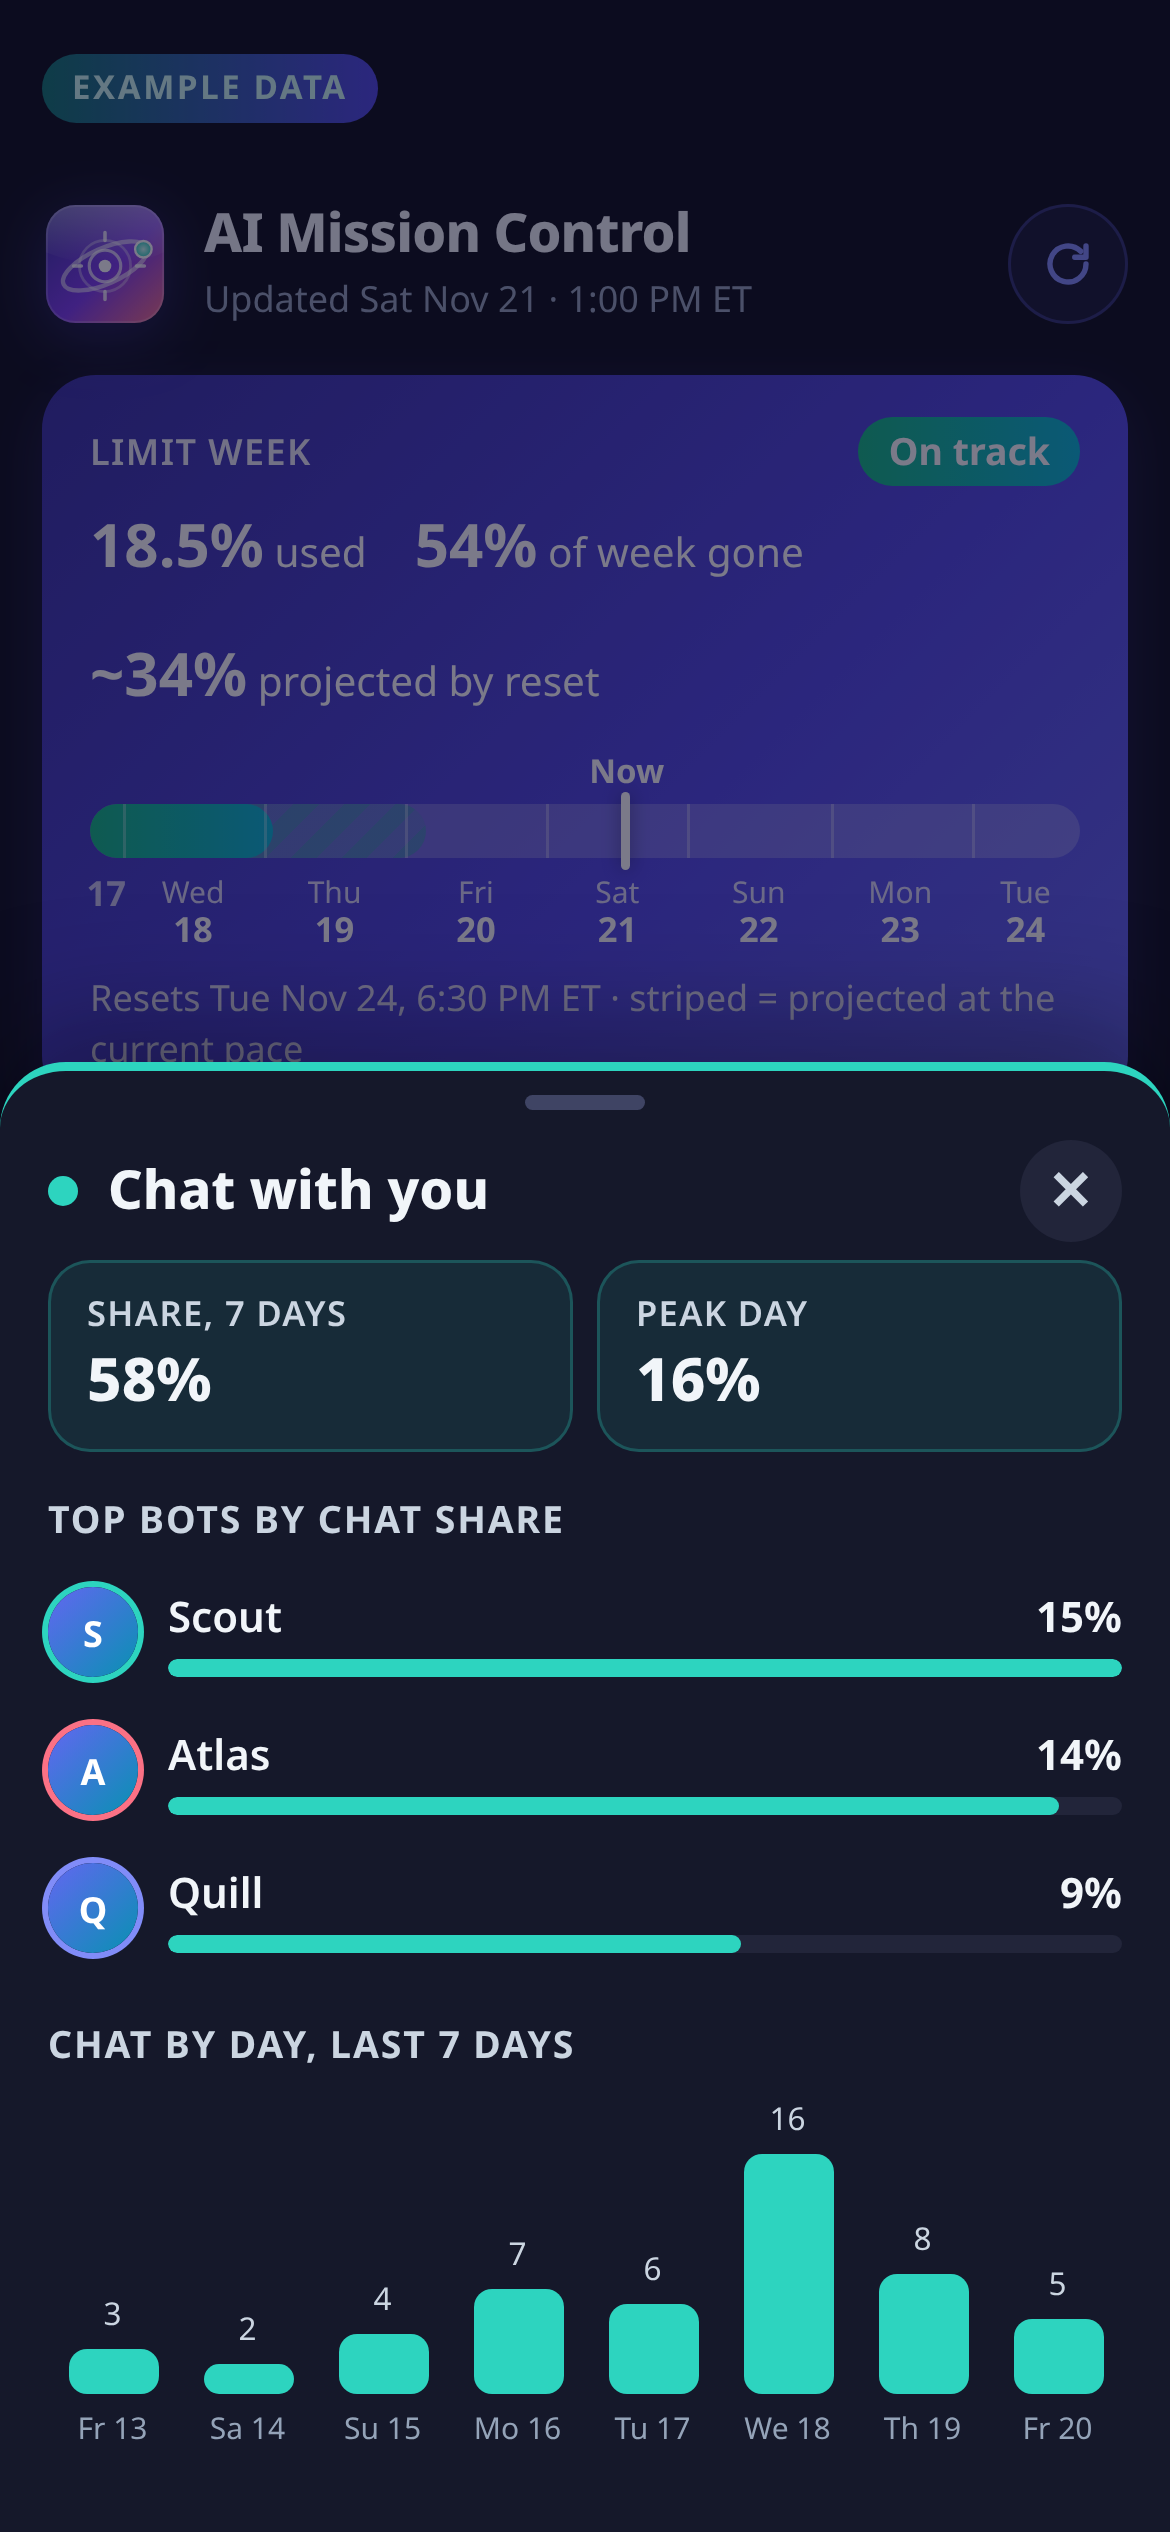 EXAMPLE DATA
AI Mission Control
Updated Sat Nov 21 · 1:00 PM ET
LIMIT WEEK
On track
18.5% used 54% of week gone
~34% projected by reset
Now
17 Wed Thu Fri Sat Sun Mon Tue
18 19 20 21 22 23 24
Resets Tue Nov 24, 6:30 PM ET · striped = projected at the
current pace
Chat with you
SHARE, 7 DAYS
58%
PEAK DAY
16%
TOP BOTS BY CHAT SHARE
S Scout 15%
A Atlas 14%
Q Quill 9%
CHAT BY DAY, LAST 7 DAYS
3 2 4 7 6 16 8 5
Fr 13 Sa 14 Su 15 Mo 16 Tu 17 We 18 Th 19 Fr 20